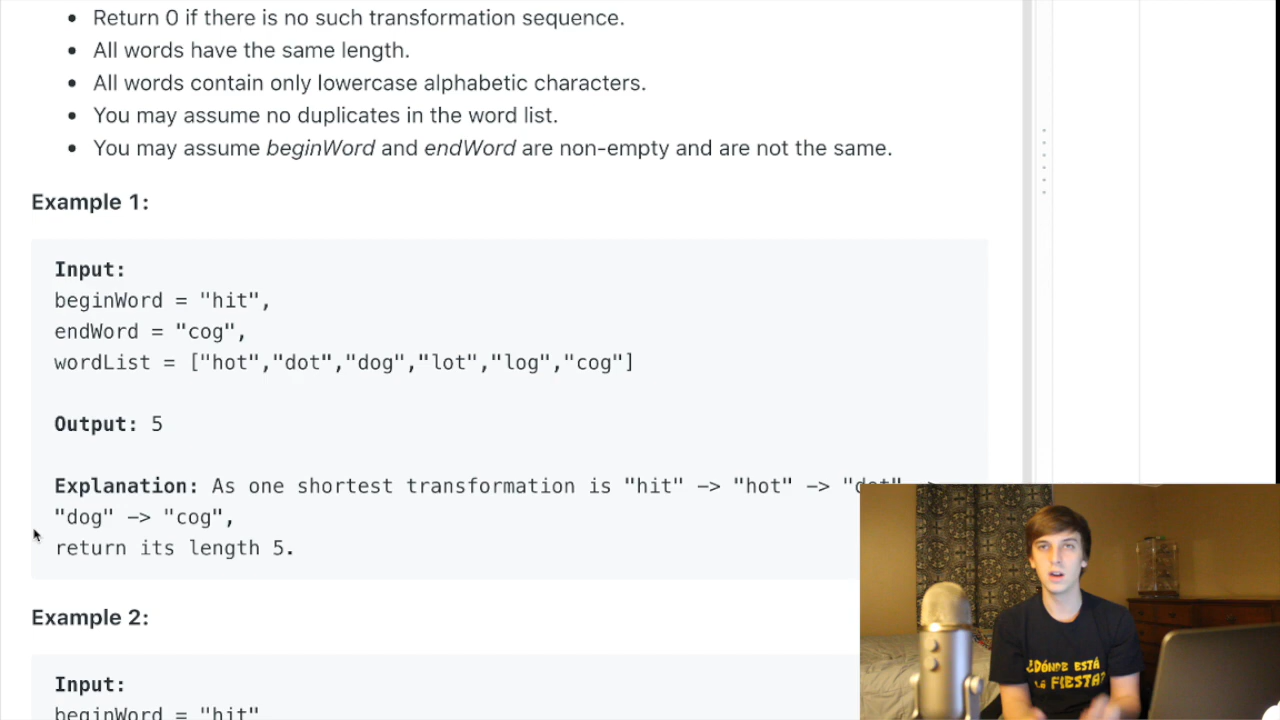 Return 0 if there is no such transformation sequence.
All words have the same length.
All words contain only lowercase alphabetic characters.
You may assume no duplicates in the word list.
You may assume beginWord and endWord are non-empty and are not the same.
Example 1:
Input:
beginWord = "hit",
endWord = "cog",
wordList = ["hot","dot","dog","lot","log","cog"]
Output: 5
Explanation: As one shortest transformation is "hit" -> "hot" -> "dot" ->
"dog" -> "cog",
return its length 5.
Example 2:
Input:
beginWord = "hit"
¿DÓNDE ESTÁ
LA FIESTA?